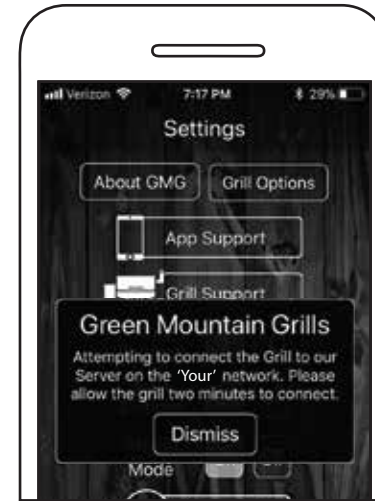 Verizon 7:17 PM 29%
Settings
About GMG Grill Options
App Support
Grill Support
Green Mountain Grills
Attempting to connect the Grill to our
Server on the 'Your' network. Please
allow the grill two minutes to connect.
Dismiss
Mode